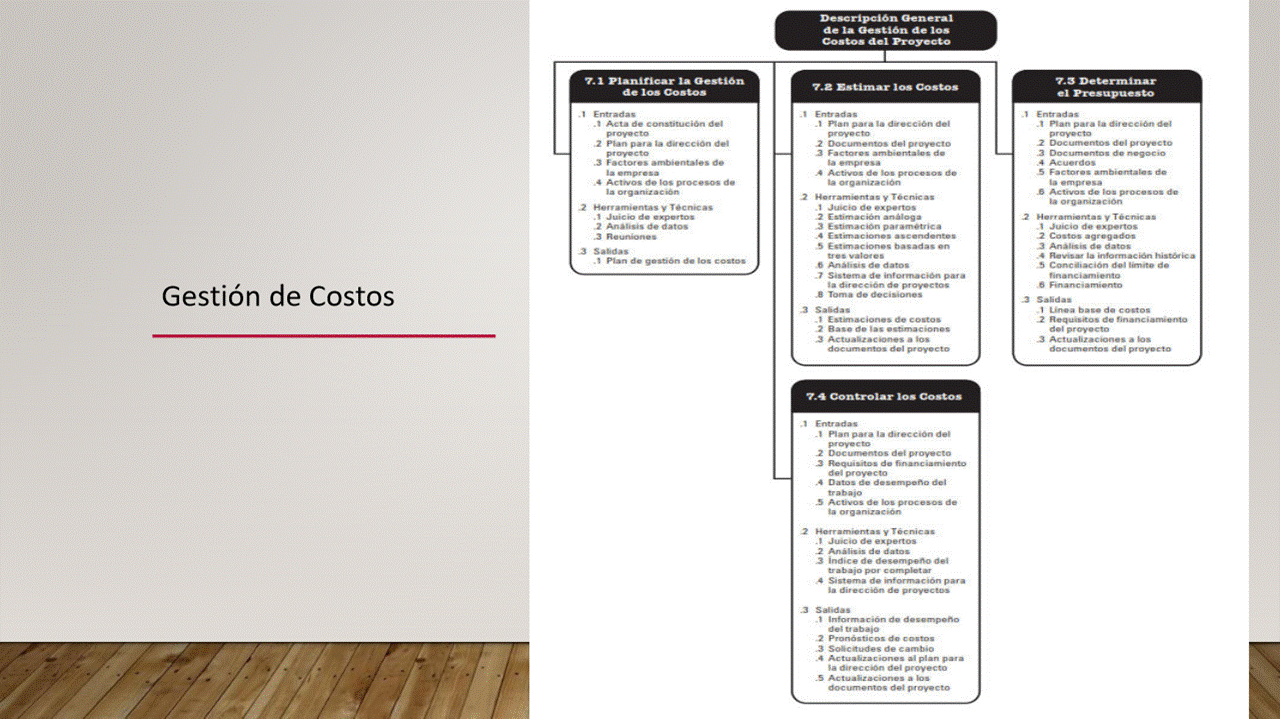 Gestión de Costos
Descripción General
de la Gestión de los
Costos del Proyecto
7.1 Planificar la Gestión
de los Costos
.1 Entradas
.1 Acta de constitución del
proyecto
.2 Plan para la dirección del
proyecto
.3 Factores ambientales de
la empresa
.4 Activos de los procesos de
la organización
.2 Herramientas y Técnicas
.1 Juicio de expertos
.2 Análisis de datos
.3 Reuniones
.3 Salidas
.1 Plan de gestión de los costos
7.2 Estimar los Costos
.1 Entradas
.1 Plan para la dirección del
proyecto
.2 Documentos del proyecto
.3 Factores ambientales de
la empresa
.4 Activos de los procesos de
la organización
.2 Herramientas y Técnicas
.1 Juicio de expertos
.2 Estimación análoga
.3 Estimación paramétrica
.4 Estimaciones ascendentes
.5 Estimaciones basadas en
tres valores
.6 Análisis de datos
.7 Sistema de información para
la dirección de proyectos
.8 Toma de decisiones
.3 Salidas
.1 Estimaciones de costos
.2 Base de las estimaciones
.3 Actualizaciones a los
documentos del proyecto
7.3 Determinar
el Presupuesto
.1 Entradas
.1 Plan para la dirección del
proyecto
.2 Documentos del proyecto
.3 Documentos de negocio
.4 Acuerdos
.5 Factores ambientales de
la empresa
.6 Activos de los procesos de
la organización
.2 Herramientas y Técnicas
.1 Juicio de expertos
.2 Costos agregados
.3 Análisis de datos
.4 Revisar la información histórica
.5 Conciliación del límite de
financiamiento
.6 Financiamiento
.3 Salidas
.1 Línea base de costos
.2 Requisitos de financiamiento
del proyecto
.3 Actualizaciones a los
documentos del proyecto
7.4 Controlar los Costos
.1 Entradas
.1 Plan para la dirección del
proyecto
.2 Documentos del proyecto
.3 Requisitos de financiamiento
del proyecto
.4 Datos de desempeño del
trabajo
.5 Activos de los procesos de
la organización
.2 Herramientas y Técnicas
.1 Juicio de expertos
.2 Análisis de datos
.3 Índice de desempeño del
trabajo por completar
.4 Sistema de información para
la dirección de proyectos
.3 Salidas
.1 Información de desempeño
del trabajo
.2 Pronósticos de costos
.3 Solicitudes de cambio
.4 Actualizaciones al plan para
la dirección del proyecto
.5 Actualizaciones a los
documentos del proyecto